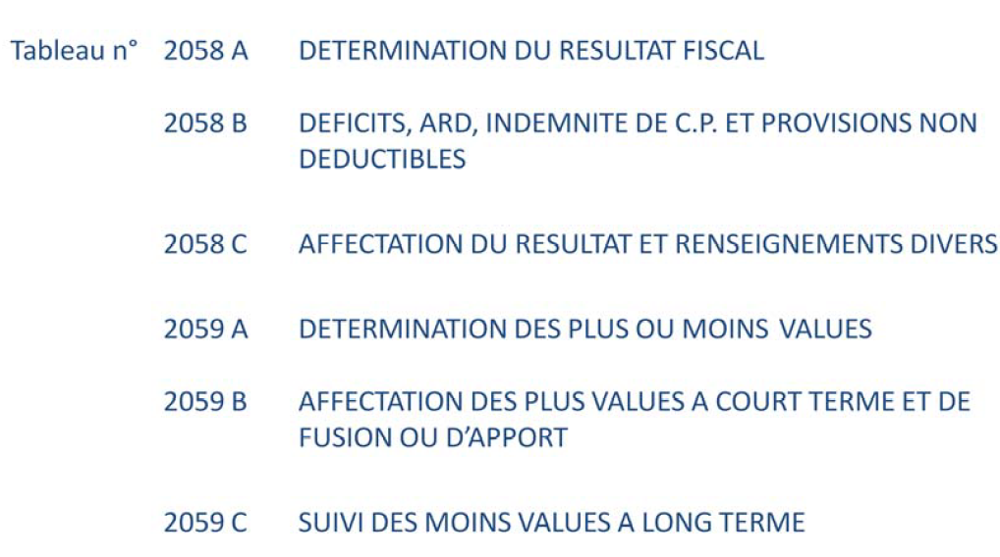 Tableau n° 2058 A DETERMINATION DU RESULTAT FISCAL
2058 B DEFICITS, ARD, INDEMNITE DE C.P. ET PROVISIONS NON
DEDUCTIBLES
2058 C AFFECTATION DU RESULTAT ET RENSEIGNEMENTS DIVERS
2059 A DETERMINATION DES PLUS OU MOINS VALUES
2059 B AFFECTATION DES PLUS VALUES A COURT TERME ET DE
FUSION OU D’APPORT
2059 C SUIVI DES MOINS VALUES A LONG TERME